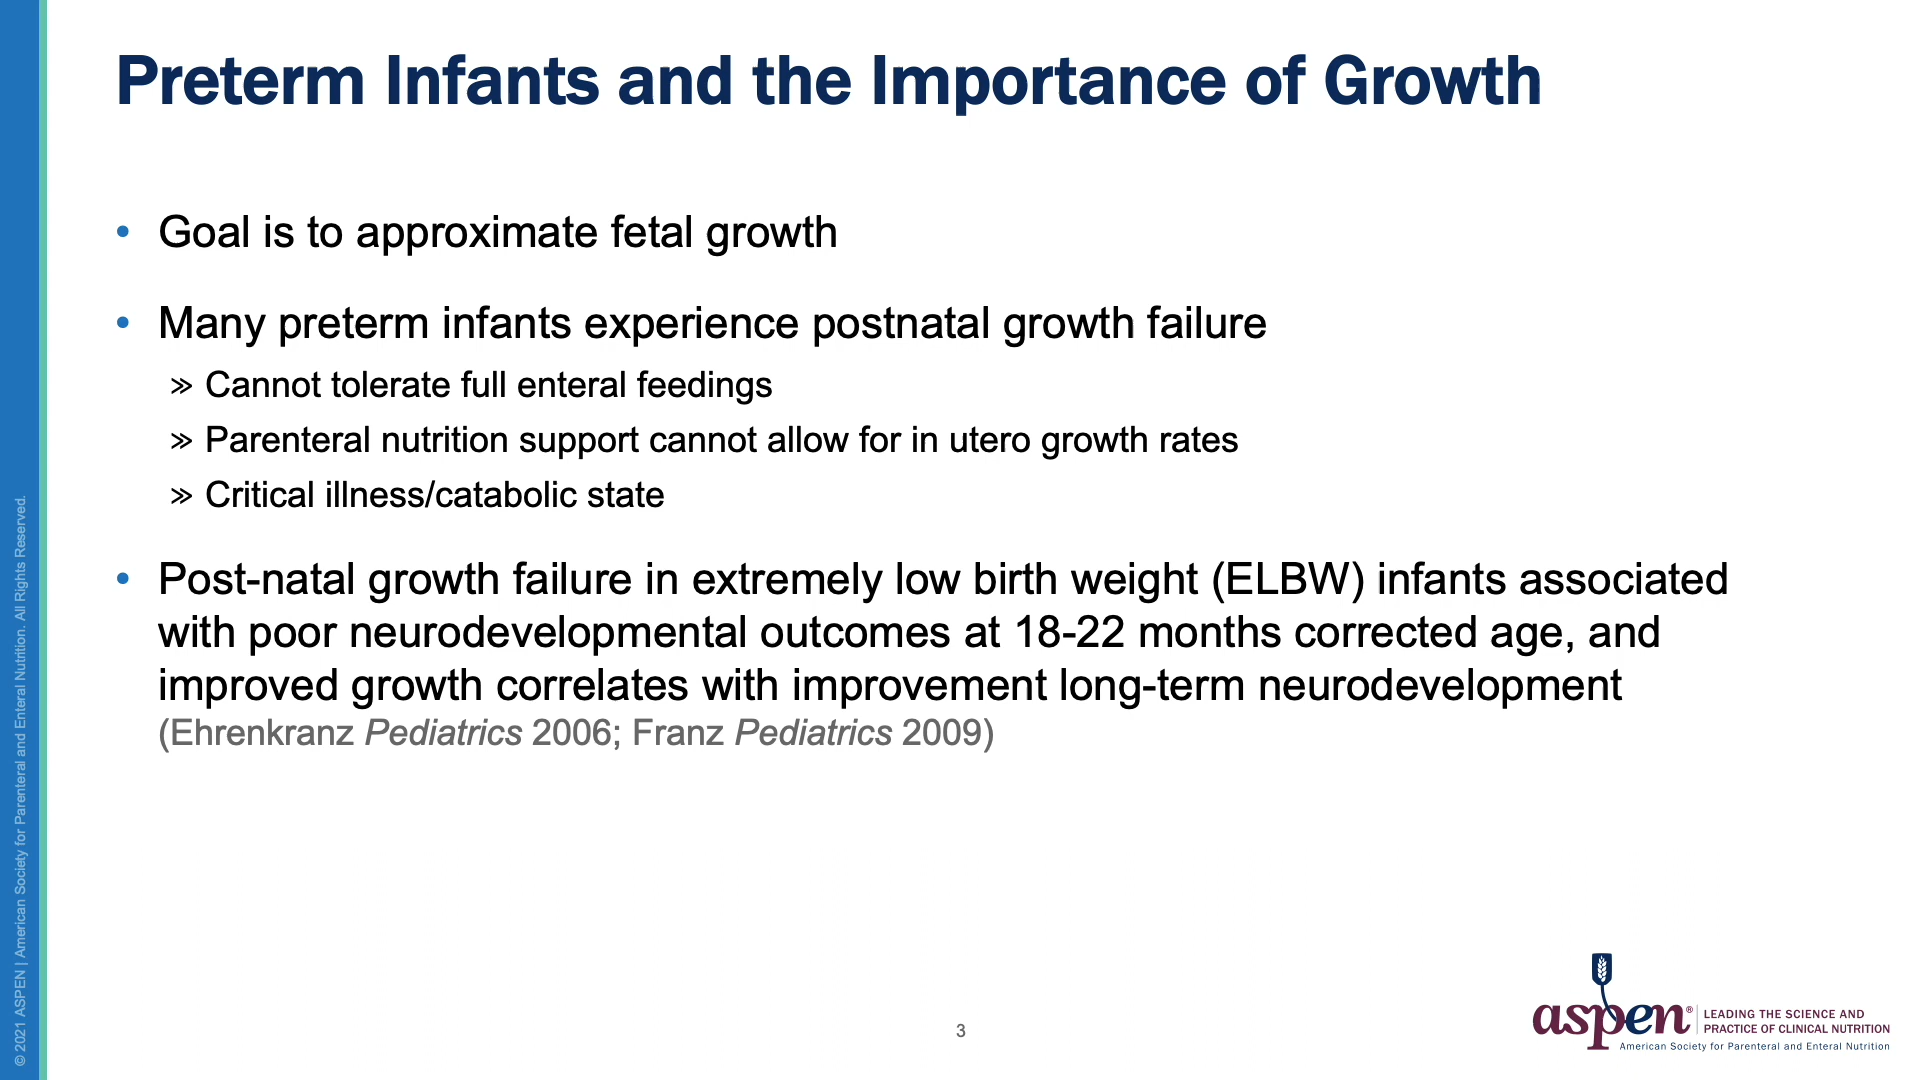 Preterm Infants and the Importance of Growth
• Goal is to approximate fetal growth
• Many preterm infants experience postnatal growth failure
» Cannot tolerate full enteral feedings
» Parenteral nutrition support cannot allow for in utero growth rates
» Critical illness/catabolic state
• Post-natal growth failure in extremely low birth weight (ELBW) infants associated
with poor neurodevelopmental outcomes at 18-22 months corrected age, and
improved growth correlates with improvement long-term neurodevelopment
(Ehrenkranz Pediatrics 2006; Franz Pediatrics 2009)
© 2021 ASPEN | American Society for Parenteral and Enteral Nutrition. All Rights Reserved.
3
aspen®
LEADING THE SCIENCE AND
PRACTICE OF CLINICAL NUTRITION
American Society for Parenteral and Enteral Nutrition